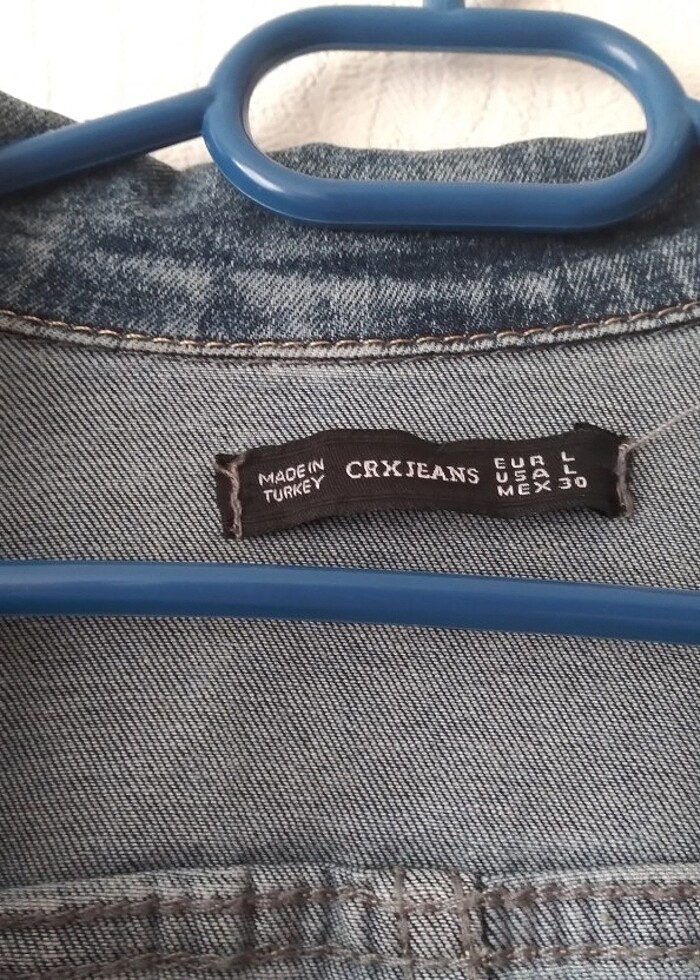 MADE IN
TURKEY
CRXJEANS
EUR L
USA L
MEX 30